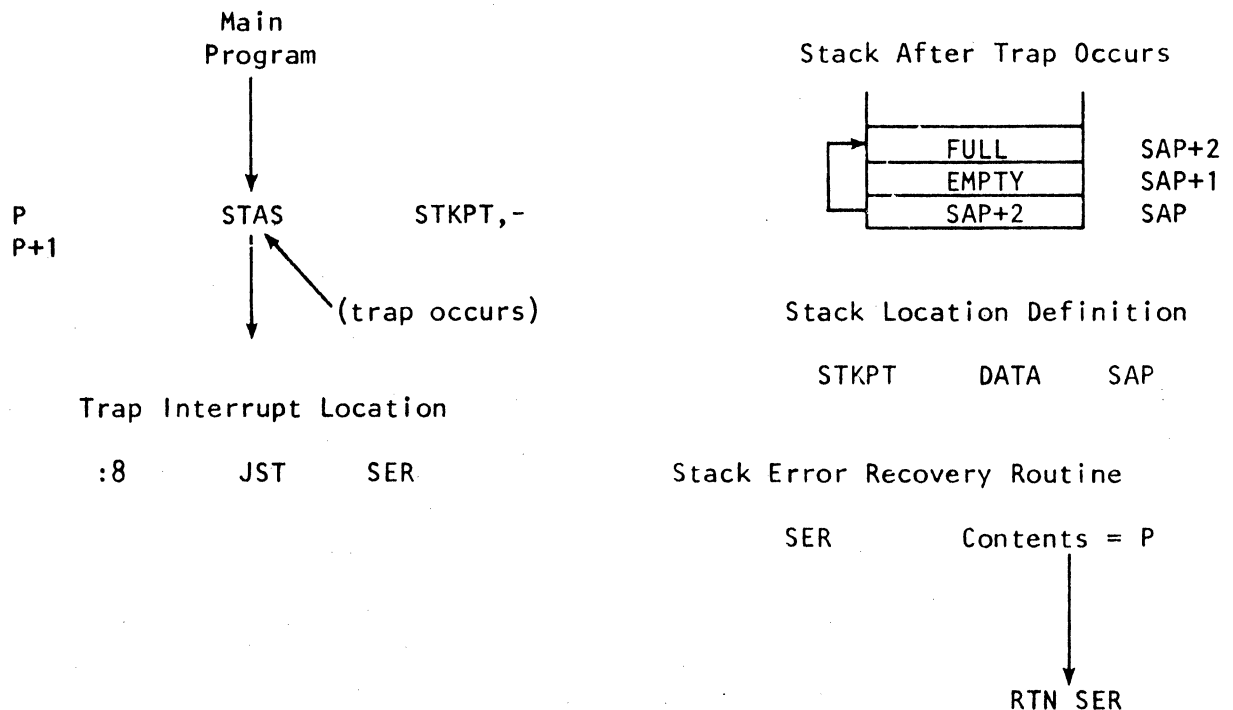 Main
Program
P STAS STKPT,-
P+1
(trap occurs)
Trap Interrupt Location
:8 JST SER
Stack After Trap Occurs
FULL SAP+2
EMPTY SAP+1
SAP+2 SAP
Stack Location Definition
STKPT DATA SAP
Stack Error Recovery Routine
SER Contents = P
RTN SER